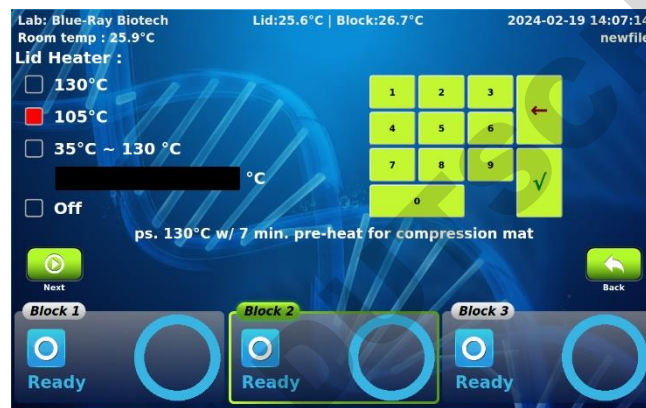 Lab: Blue-Ray Biotech Lid:25.6°C | Block:26.7°C 2024-02-19 14:07:14
Room temp : 25.9°C newfile
Lid Heater :
130°C
105°C
35°C ~ 130 °C
°C
Off
1 2 3 ←
4 5 6
7 8 9 √
0
ps. 130°C w/ 7 min. pre-heat for compression mat
Next Back
Block 1 Block 2 Block 3
Ready Ready Ready